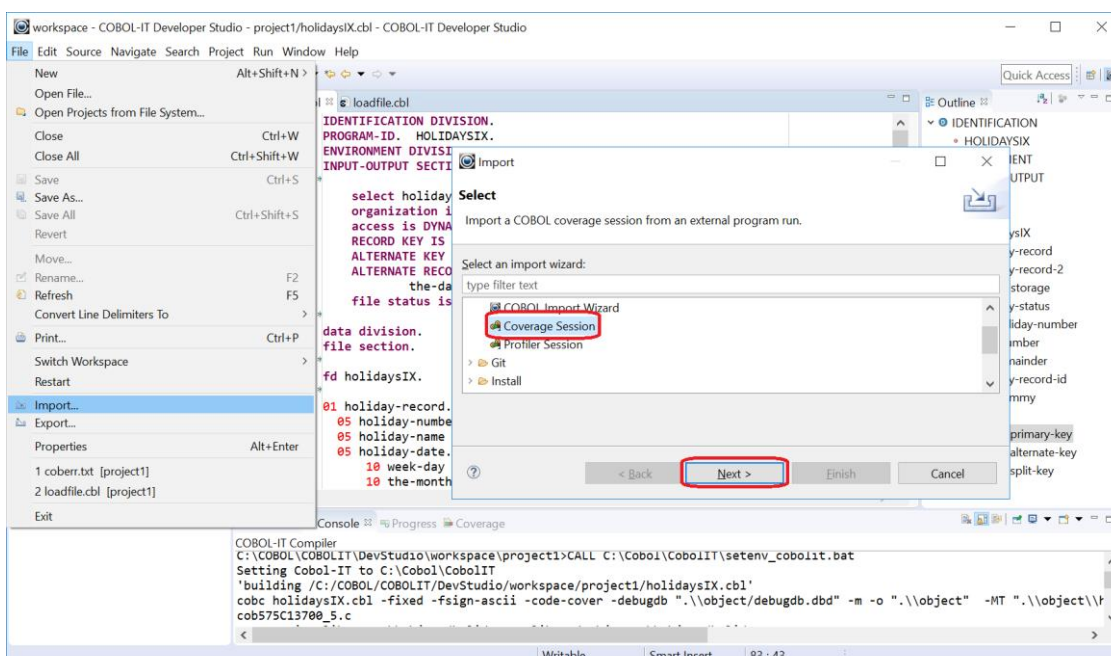 workspace - COBOL-IT Developer Studio - project1/holidaysIX.cbl - COBOL-IT Developer Studio
File Edit Source Navigate Search Project Run Window Help
New Alt+Shift+N >
Open File...
Open Projects from File System...
Close Ctrl+W
Close All Ctrl+Shift+W
Save Ctrl+S
Save As...
Save All Ctrl+Shift+S
Revert
Move...
Rename... F2
Refresh F5
Convert Line Delimiters To >
Print... Ctrl+P
Switch Workspace >
Restart
Import...
Export...
Properties Alt+Enter
1 coberr.txt [project1]
2 loadfile.cbl [project1]
Exit
Quick Access
loadfile.cbl
IDENTIFICATION DIVISION.
PROGRAM-ID. HOLIDAYSIX.
ENVIRONMENT DIVISI
INPUT-OUTPUT SECTI
select holiday
organization i
access is DYNA
RECORD KEY IS
ALTERNATE KEY
ALTERNATE RECO
the-da
file status is
data division.
file section.
fd holidaysIX.
01 holiday-record.
05 holiday-numbe
05 holiday-name
05 holiday-date.
10 week-day
10 the-month
Import
Select
Import a COBOL coverage session from an external program run.
Select an import wizard:
type filter text
COBOL Import Wizard
Coverage Session
Profiler Session
> Git
> Install
< Back Next > Finish Cancel
Outline
IDENTIFICATION
HOLIDAYSIX
MENT
UTPUT
ysIX
y-record
y-record-2
storage
y-status
liday-number
mber
mainder
y-record-id
mmy
primary-key
alternate-key
split-key
Console Progress Coverage
COBOL-IT Compiler
C:\COBOL\COBOLIT\DevStudio\workspace\project1>CALL C:\Cobol\CobolIT\setenv_cobolit.bat
Setting Cobol-IT to C:\Cobol\CobolIT
'building /C:/COBOL/COBOLIT/DevStudio/workspace/project1/holidaysIX.cbl'
cobc holidaysIX.cbl -fixed -fsign-ascii -code-cover -debugdb ".\\object/debugdb.dbd" -m -o ".\\object" -MT ".\\object\\h
cob575C13700_5.c
Writable Smart Insert 83 : 43